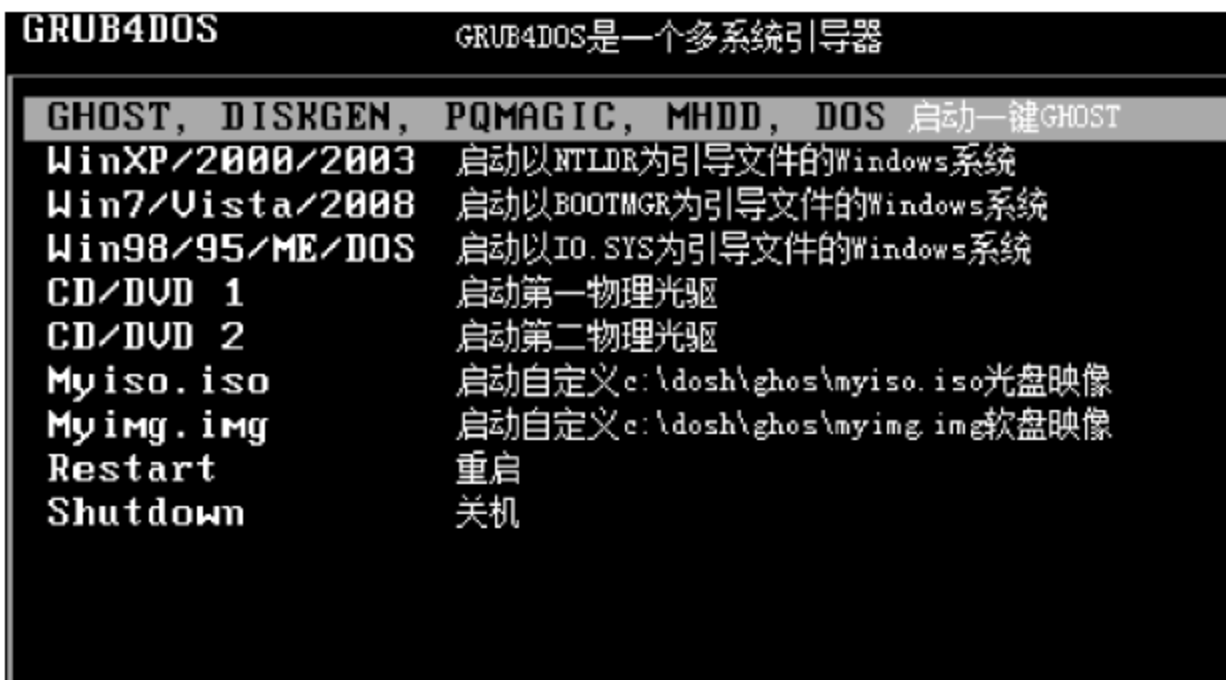 GRUB4DOS GRUB4DOS是一个多系统引导器
GHOST, DISKGEN, PQMAGIC, MHDD, DOS 启动一键GHOST
WinXP/2000/2003 启动以NTLDR为引导文件的Windows系统
Win7/Vista/2008 启动以BOOTMGR为引导文件的Windows系统
Win98/95/ME/DOS 启动以IO.SYS为引导文件的Windows系统
CD/DVD 1 启动第一物理光驱
CD/DVD 2 启动第二物理光驱
Myiso.iso 启动自定义c:\dosh\ghos\myiso.iso光盘映像
Myimg.img 启动自定义c:\dosh\ghos\myimg.img软盘映像
Restart 重启
Shutdown 关机